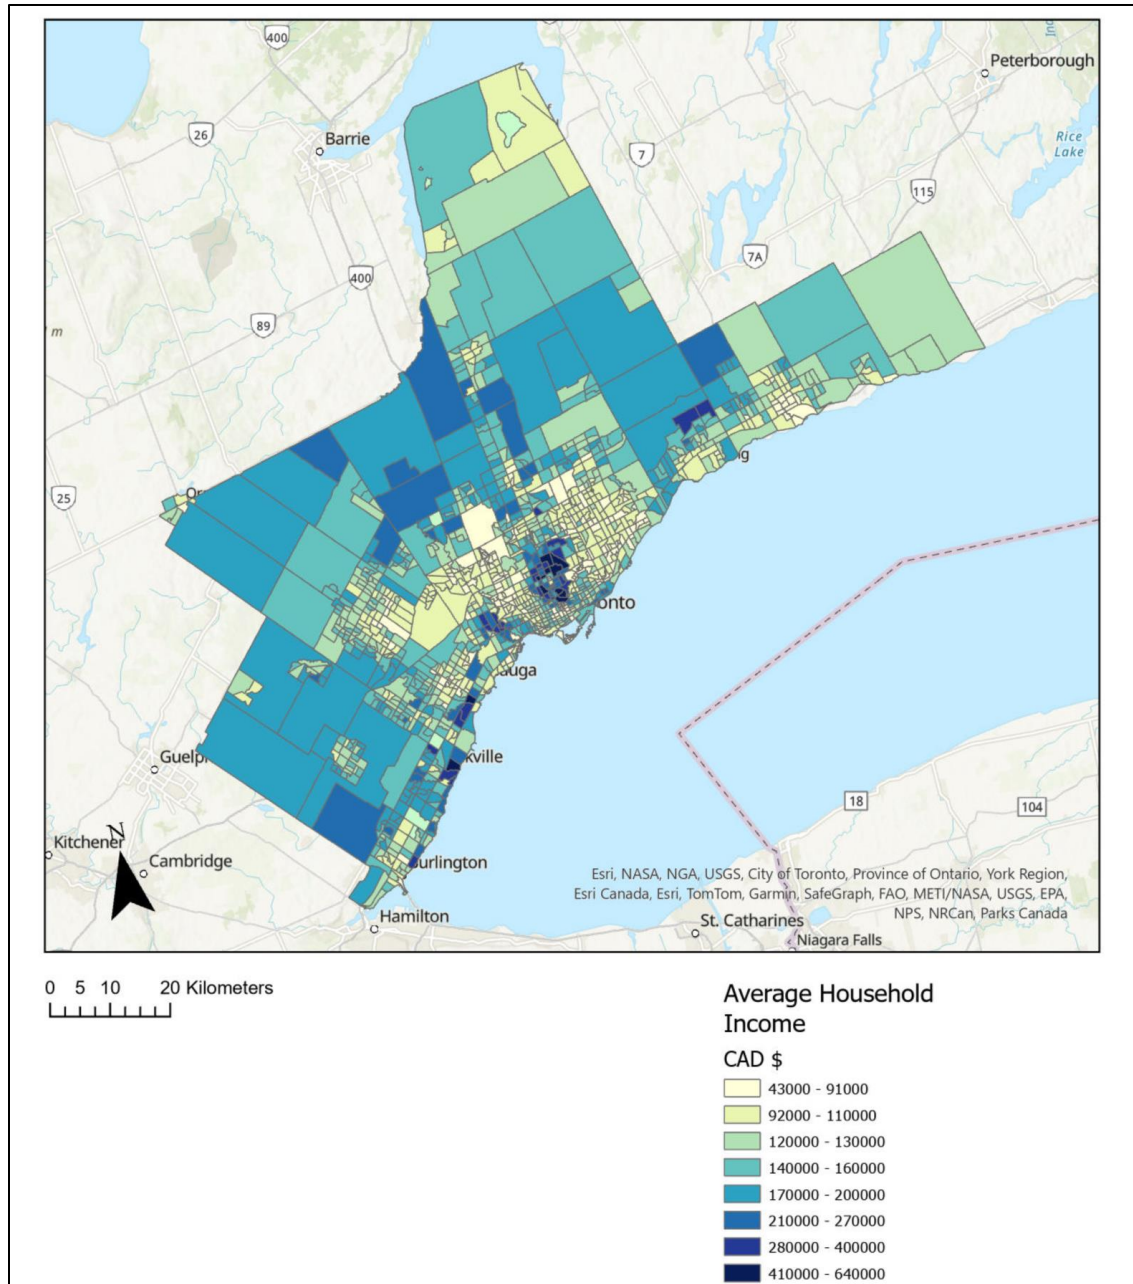 400
Peterborough
26
Barrie
7
Rice
Lake
115
7A
400
m
89
25
Or
g
onto
uga
kville
Guelp
18
104
N
Kitchener
Cambridge
urlington
Esri, NASA, NGA, USGS, City of Toronto, Province of Ontario, York Region,
Esri Canada, Esri, TomTom, Garmin, SafeGraph, FAO, METI/NASA, USGS, EPA,
NPS, NRCan, Parks Canada
Hamilton
St. Catharines
Niagara Falls
0 5 10 20 Kilometers
Average Household
Income
CAD $
43000 - 91000
92000 - 110000
120000 - 130000
140000 - 160000
170000 - 200000
210000 - 270000
280000 - 400000
410000 - 640000